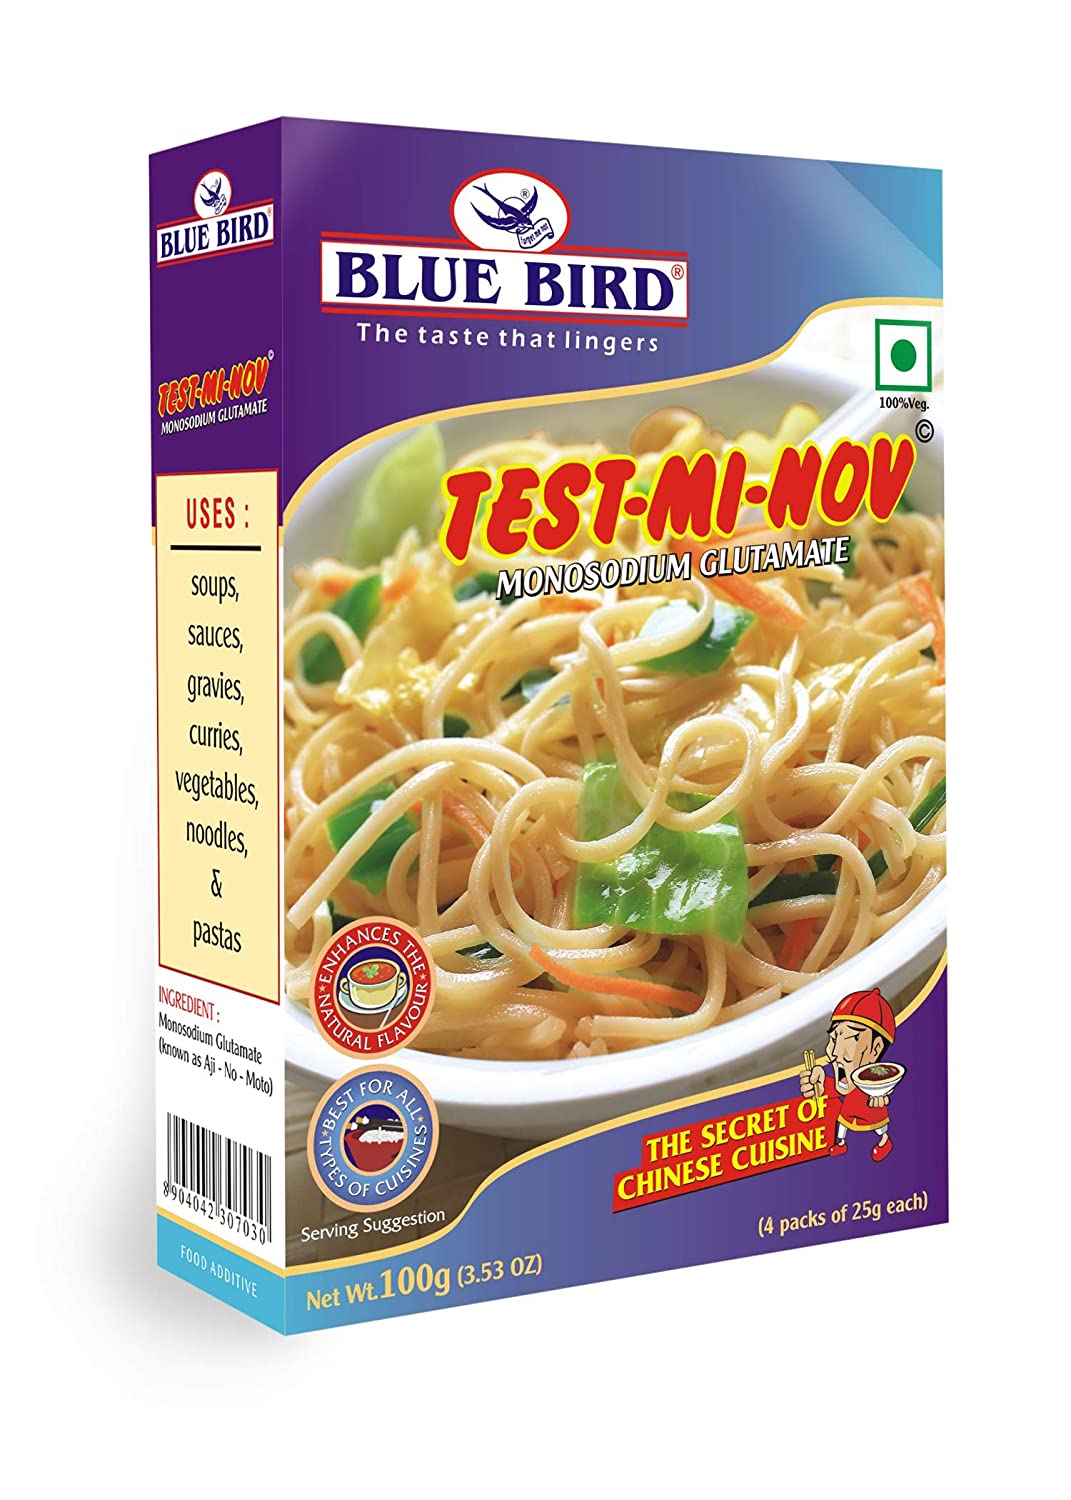 BLUE BIRD®
TEST-MI-NOV©
MONOSODIUM GLUTAMATE
USES :
soups,
sauces,
gravies,
curries,
vegetables,
noodles,
&
pastas
INGREDIENT :
Monosodium Glutamate
(known as Aji - No - Moto)
8904042307030
FOOD ADDITIVE
®
forget me not
BLUE BIRD®
The taste that lingers
100%Veg.
TEST-MI-NOV©
MONOSODIUM GLUTAMATE
ENHANCES THE
NATURAL FLAVOUR
BEST FOR ALL
TYPES OF CUISINES
Serving Suggestion
THE SECRET OF
CHINESE CUISINE
(4 packs of 25g each)
Net Wt.100g (3.53 OZ)